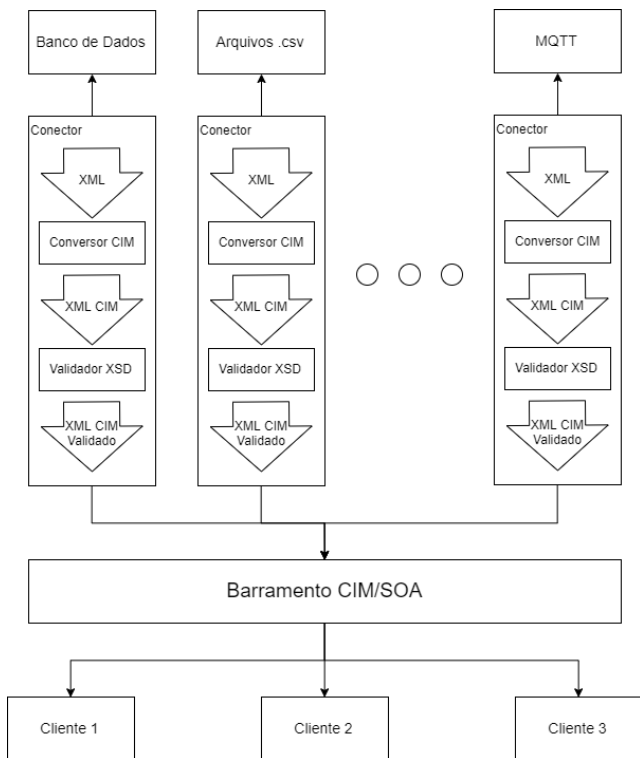 Banco de Dados
Arquivos .csv
MQTT
Conector
XML
Conversor CIM
XML CIM
Validador XSD
XML CIM
Validado
Conector
XML
Conversor CIM
XML CIM
Validador XSD
XML CIM
Validado
Conector
XML
Conversor CIM
XML CIM
Validador XSD
XML CIM
Validado
Barramento CIM/SOA
Cliente 1
Cliente 2
Cliente 3